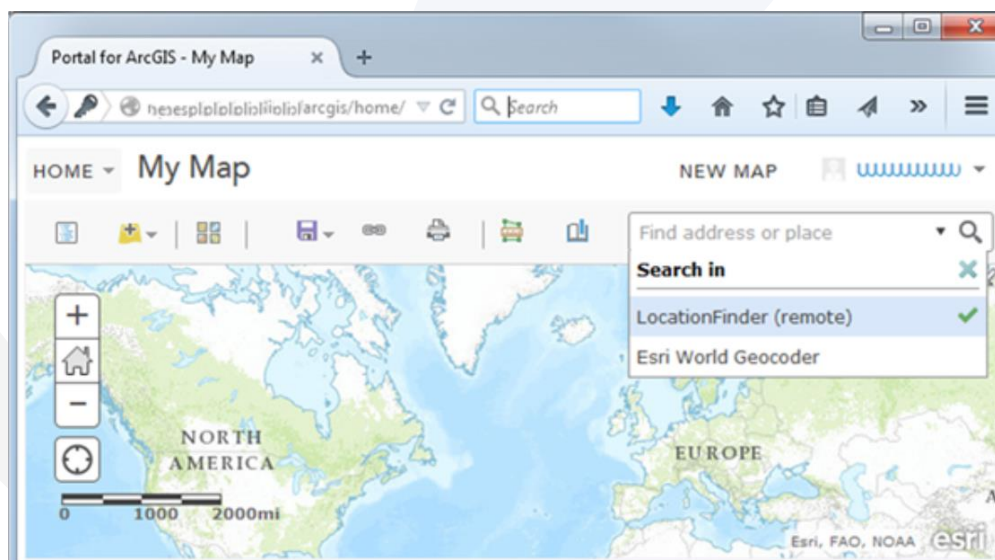 Portal for ArcGIS - My Map
arcgis/home/
Search
HOME
My Map
NEW MAP
Find address or place
Search in
LocationFinder (remote)
Esri World Geocoder
NORTH
AMERICA
EUROPE
0 1000 2000mi
Esri, FAO, NOAA
esri